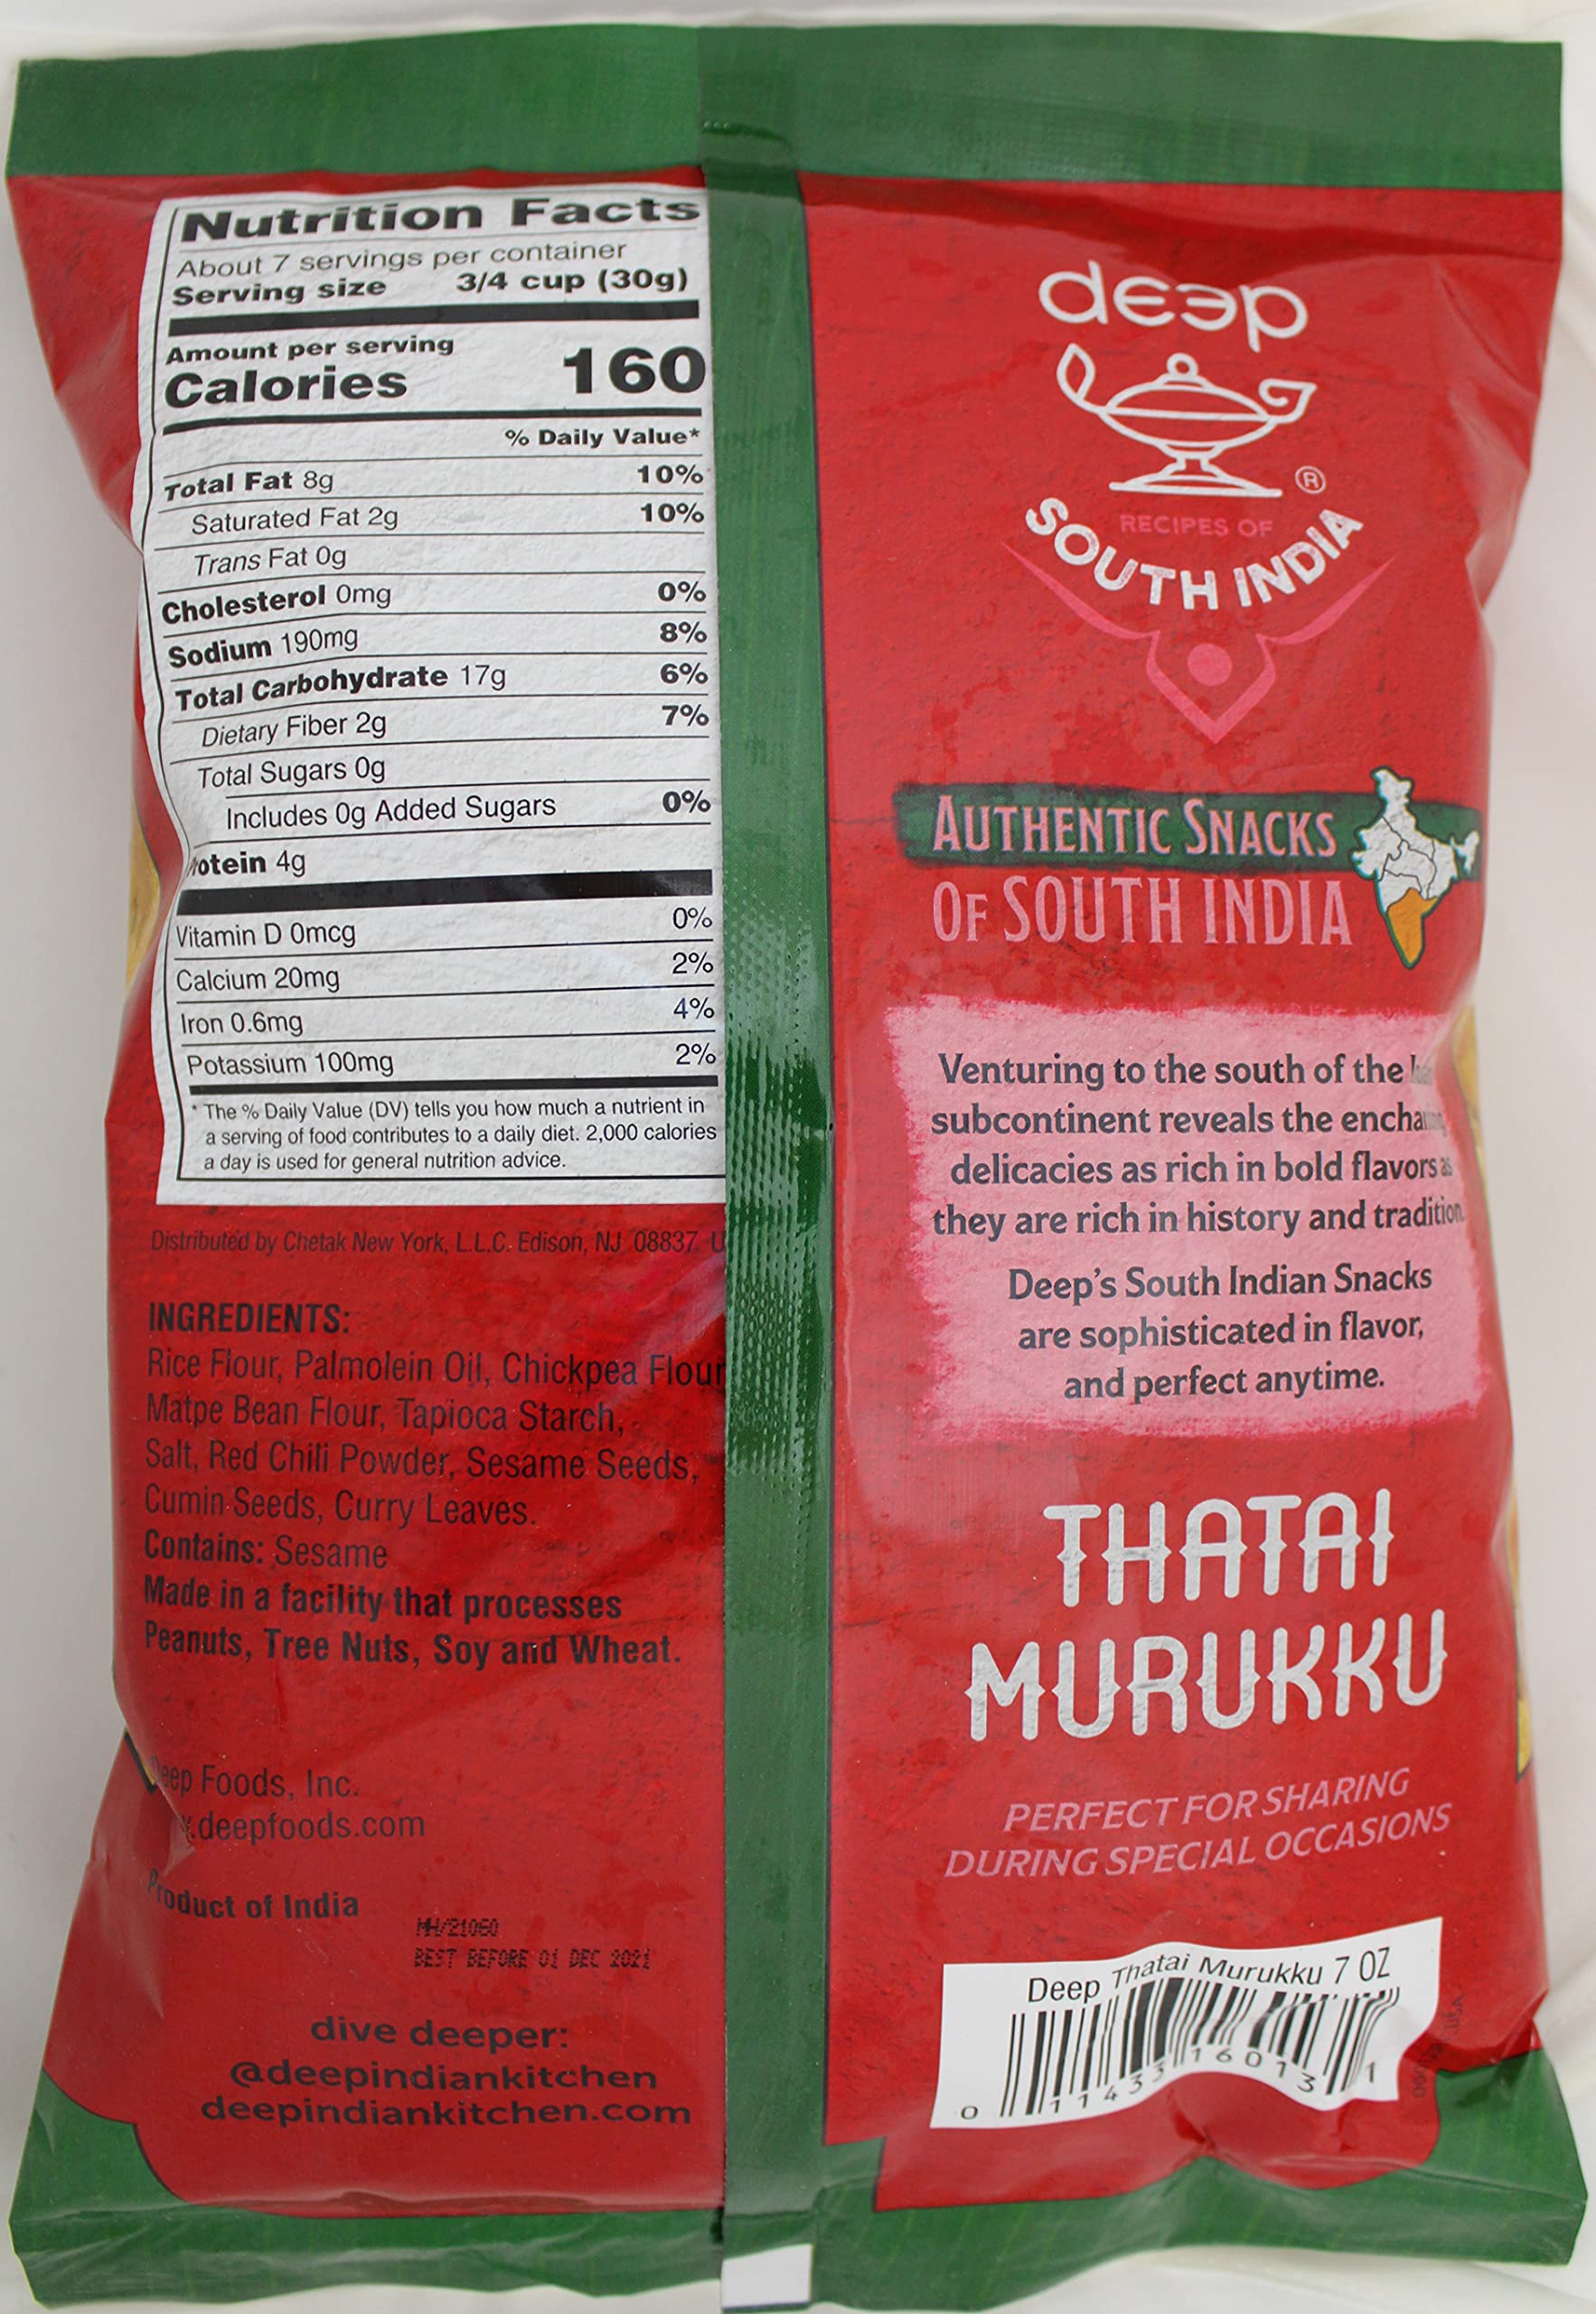 Nutrition Facts
About 7 servings per container
Serving size 3/4 cup (30g)
Amount per serving
Calories 160
% Daily Value*
Total Fat 8g 10%
Saturated Fat 2g 10%
Trans Fat 0g
Cholesterol 0mg 0%
Sodium 190mg 8%
Total Carbohydrate 17g 6%
Dietary Fiber 2g 7%
Total Sugars 0g
Includes 0g Added Sugars 0%
otein 4g
Vitamin D 0mcg 0%
Calcium 20mg 2%
Iron 0.6mg 4%
Potassium 100mg 2%
* The % Daily Value (DV) tells you how much a nutrient in
a serving of food contributes to a daily diet. 2,000 calories
a day is used for general nutrition advice.
Distributed by Chetak New York, L.L.C. Edison, NJ 08837 U
INGREDIENTS:
Rice Flour, Palmolein Oil, Chickpea Flour
Matpe Bean Flour, Tapioca Starch,
Salt, Red Chili Powder, Sesame Seeds,
Cumin Seeds, Curry Leaves.
Contains: Sesame
Made in a facility that processes
Peanuts, Tree Nuts, Soy and Wheat.
eep Foods, Inc.
.deepfoods.com
Product of India
MH/21060
BEST BEFORE 01 DEC 2021
dive deeper:
@deepindiankitchen
deepindiankitchen.com
deep
®
RECIPES OF
SOUTH INDIA
AUTHENTIC SNACKS
OF SOUTH INDIA
Venturing to the south of the
subcontinent reveals the encha
delicacies as rich in bold flavors as
they are rich in history and tradition.
Deep's South Indian Snacks
are sophisticated in flavor,
and perfect anytime.
THATAI
MURUKKU
PERFECT FOR SHARING
DURING SPECIAL OCCASIONS
Deep Thatai Murukku 7 OZ
0 11433 16013 1